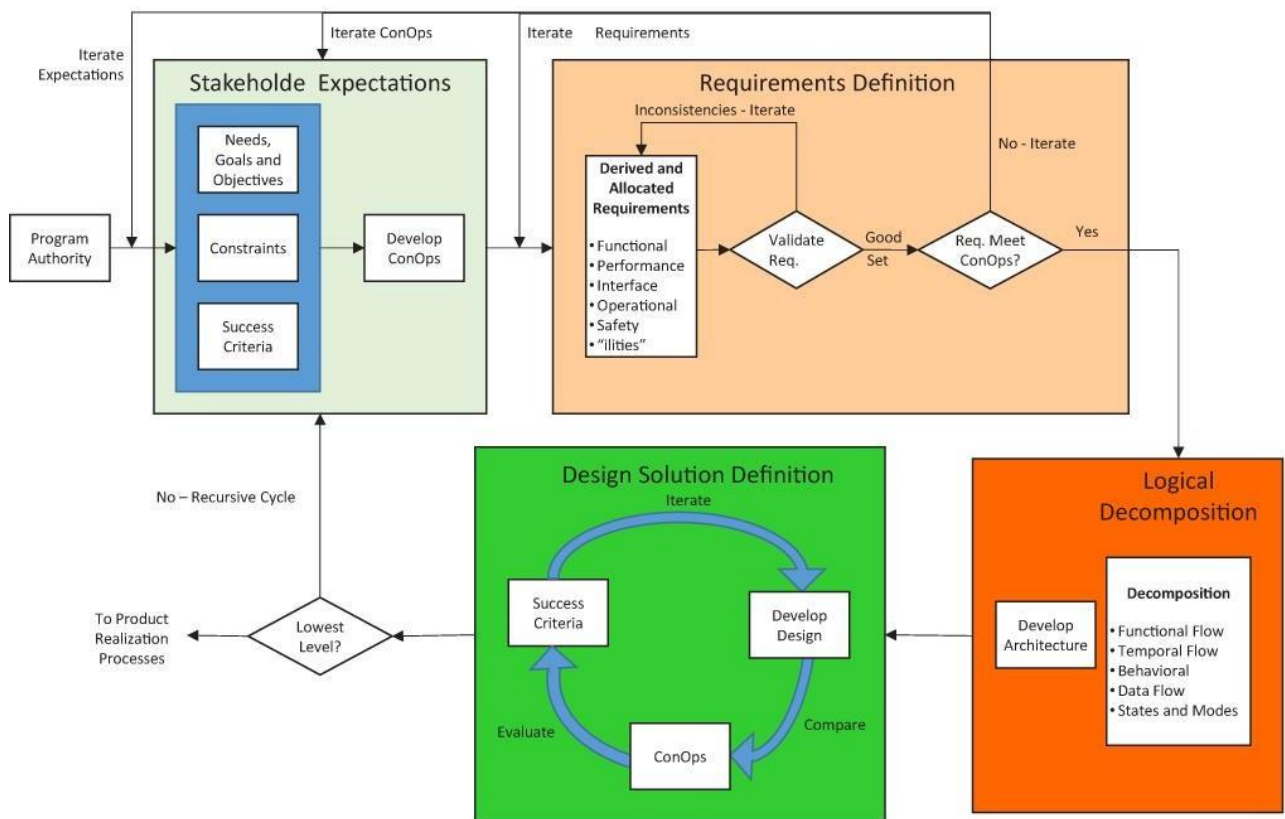 Iterate
Expectations
Iterate ConOps
Iterate Requirements
Stakeholde Expectations
Needs,
Goals and
Objectives
Constraints
Success
Criteria
Program
Authority
Develop
ConOps
Requirements Definition
Inconsistencies - Iterate
No - Iterate
Derived and
Allocated
Requirements
• Functional
• Performance
• Interface
• Operational
• Safety
• “ilities”
Validate
Req.
Good
Set
Req. Meet
ConOps?
Yes
Logical
Decomposition
Decomposition
• Functional Flow
• Temporal Flow
• Behavioral
• Data Flow
• States and Modes
Develop
Architecture
Design Solution Definition
Iterate
Success
Criteria
Develop
Design
Evaluate
Compare
ConOps
No – Recursive Cycle
Lowest
Level?
To Product
Realization
Processes